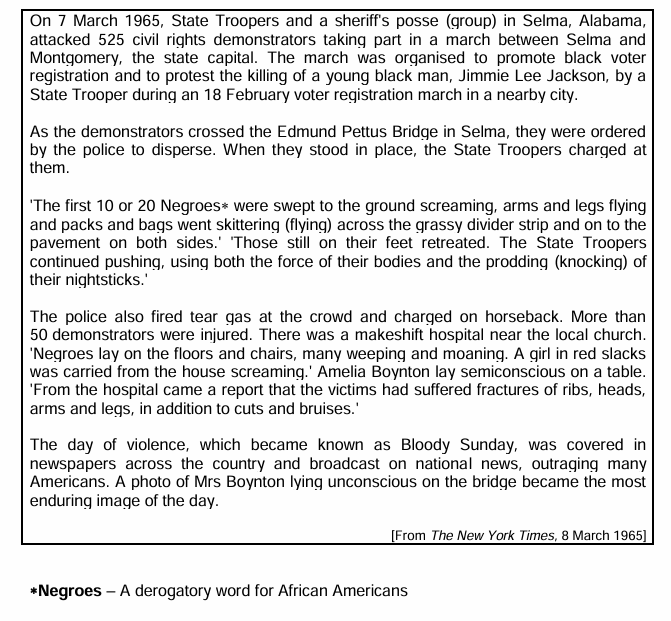 On 7 March 1965, State Troopers and a sheriff's posse (group) in Selma, Alabama,
attacked 525 civil rights demonstrators taking part in a march between Selma and
Montgomery, the state capital. The march was organised to promote black voter
registration and to protest the killing of a young black man, Jimmie Lee Jackson, by a
State Trooper during an 18 February voter registration march in a nearby city.
As the demonstrators crossed the Edmund Pettus Bridge in Selma, they were ordered
by the police to disperse. When they stood in place, the State Troopers charged at
them.
'The first 10 or 20 Negroes* were swept to the ground screaming, arms and legs flying
and packs and bags went skittering (flying) across the grassy divider strip and on to the
pavement on both sides.' 'Those still on their feet retreated. The State Troopers
continued pushing, using both the force of their bodies and the prodding (knocking) of
their nightsticks.'
The police also fired tear gas at the crowd and charged on horseback. More than
50 demonstrators were injured. There was a makeshift hospital near the local church.
'Negroes lay on the floors and chairs, many weeping and moaning. A girl in red slacks
was carried from the house screaming.' Amelia Boynton lay semiconscious on a table.
'From the hospital came a report that the victims had suffered fractures of ribs, heads,
arms and legs, in addition to cuts and bruises.'
The day of violence, which became known as Bloody Sunday, was covered in
newspapers across the country and broadcast on national news, outraging many
Americans. A photo of Mrs Boynton lying unconscious on the bridge became the most
enduring image of the day.
[From The New York Times, 8 March 1965]
*Negroes – A derogatory word for African Americans